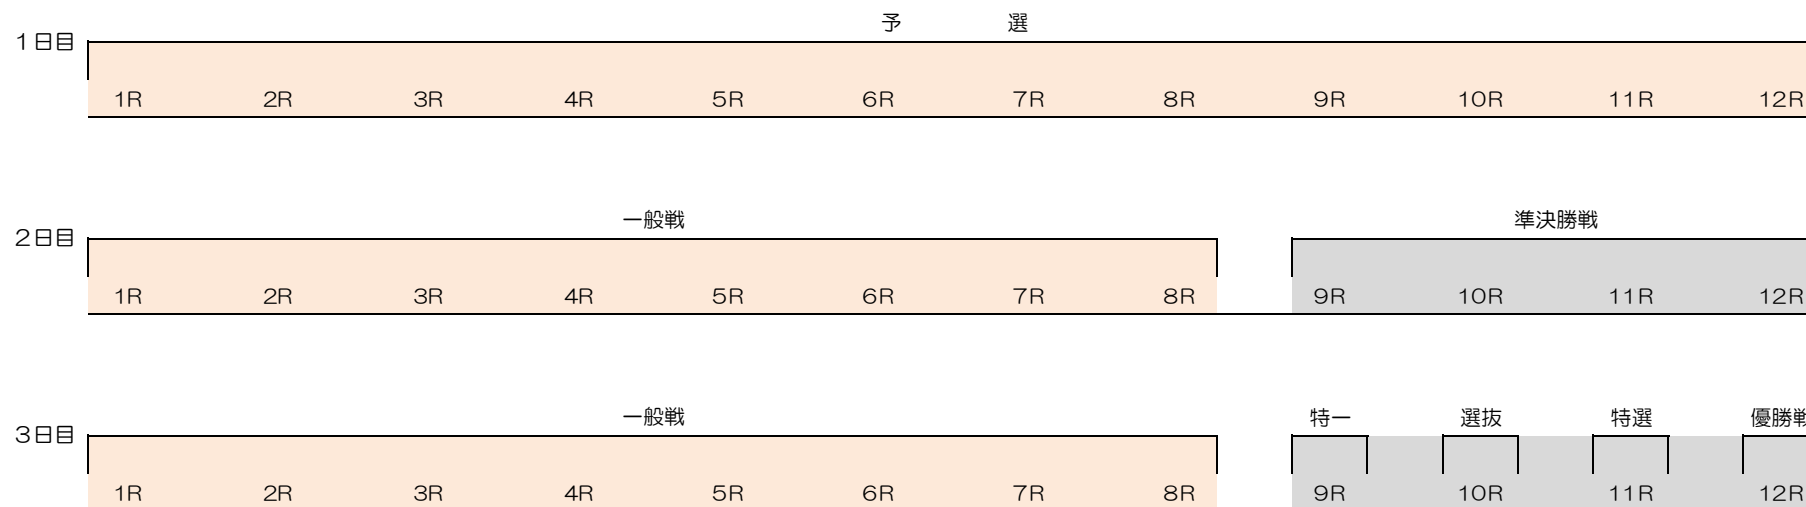 予 選
1日目
1R 2R 3R 4R 5R 6R 7R 8R 9R 10R 11R 12R
一般戦 準決勝戦
2日目
1R 2R 3R 4R 5R 6R 7R 8R 9R 10R 11R 12R
一般戦 特一 選抜 特選 優勝戦
3日目
1R 2R 3R 4R 5R 6R 7R 8R 9R 10R 11R 12R